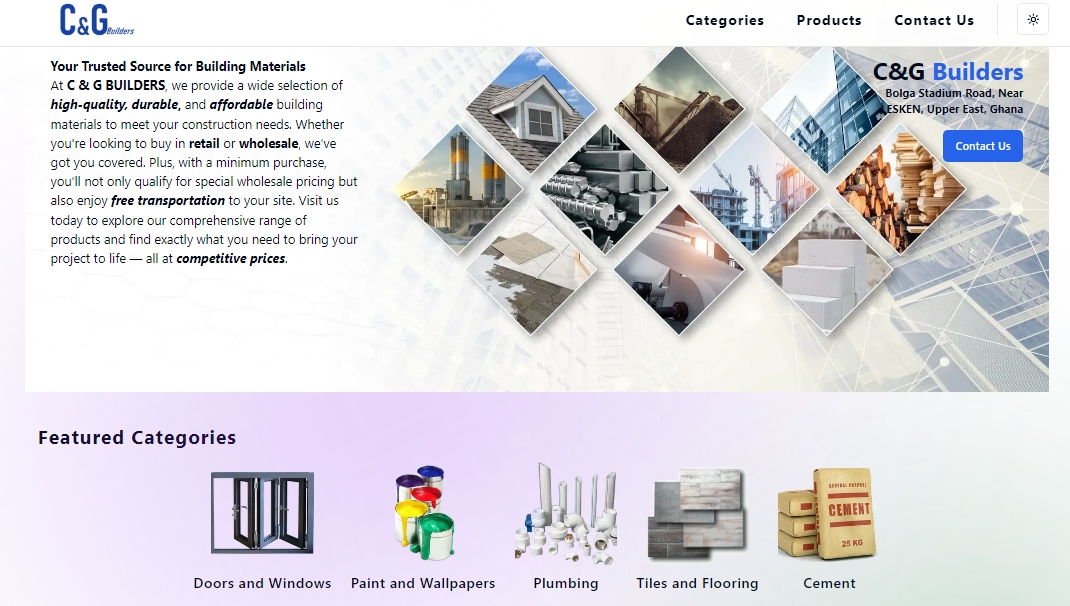 C&G Builders
Categories
Products
Contact Us
Your Trusted Source for Building Materials
At C & G BUILDERS, we provide a wide selection of
high-quality, durable, and affordable building
materials to meet your construction needs. Whether
you're looking to buy in retail or wholesale, we've
got you covered. Plus, with a minimum purchase,
you'll not only qualify for special wholesale pricing but
also enjoy free transportation to your site. Visit us
today to explore our comprehensive range of
products and find exactly what you need to bring your
project to life — all at competitive prices.
C&G Builders
Bolga Stadium Road, Near
ESKEN, Upper East, Ghana
Contact Us
Featured Categories
GENERAL PURPOSE
CEMENT
25 KG
Doors and Windows
Paint and Wallpapers
Plumbing
Tiles and Flooring
Cement